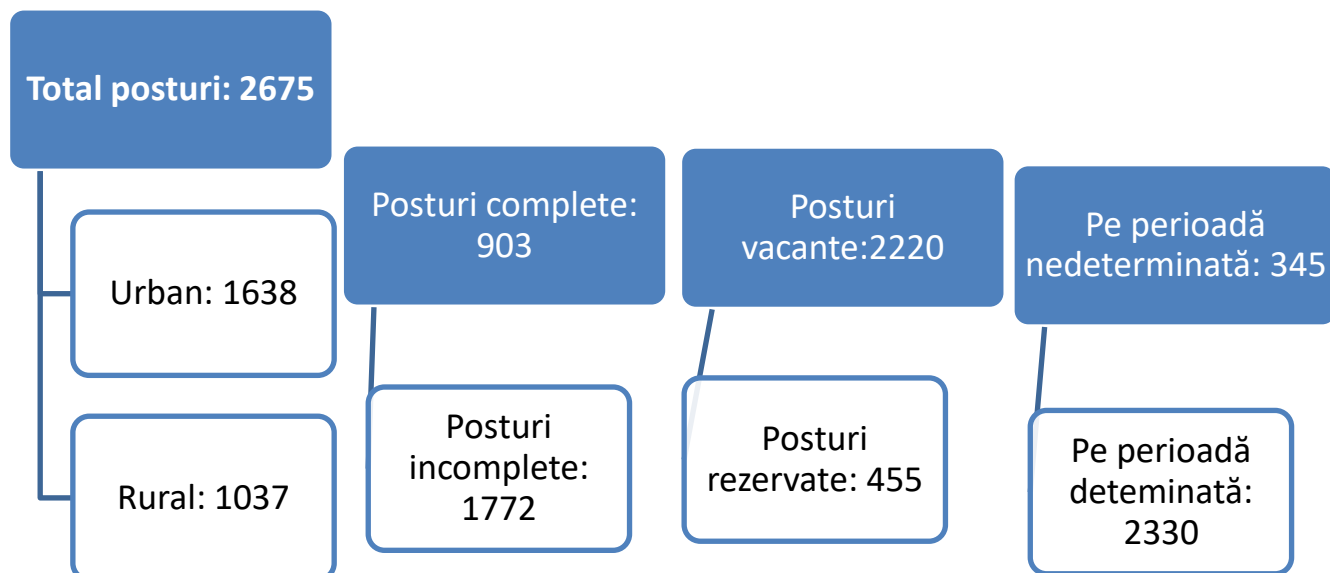 Total posturi: 2675
Urban: 1638
Rural: 1037
Posturi complete:
903
Posturi
incomplete:
1772
Posturi
vacante:2220
Posturi
rezervate: 455
Pe perioadă
nedeterminată: 345
Pe perioadă
deteminată:
2330